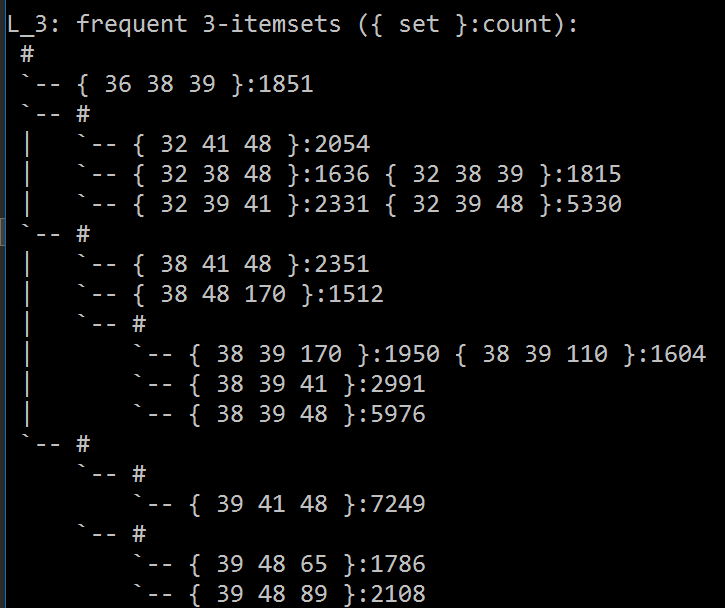 L_3: frequent 3-itemsets ({ set }:count):
 #
 `-- { 36 38 39 }:1851
 `-- #
 |   `-- { 32 41 48 }:2054
 |   `-- { 32 38 48 }:1636 { 32 38 39 }:1815
 |   `-- { 32 39 41 }:2331 { 32 39 48 }:5330
 `-- #
 |   `-- { 38 41 48 }:2351
 |   `-- { 38 48 170 }:1512
 |   `-- #
 |       `-- { 38 39 170 }:1950 { 38 39 110 }:1604
 |       `-- { 38 39 41 }:2991
 |       `-- { 38 39 48 }:5976
 `-- #
     `-- #
         `-- { 39 41 48 }:7249
     `-- #
         `-- { 39 48 65 }:1786
         `-- { 39 48 89 }:2108